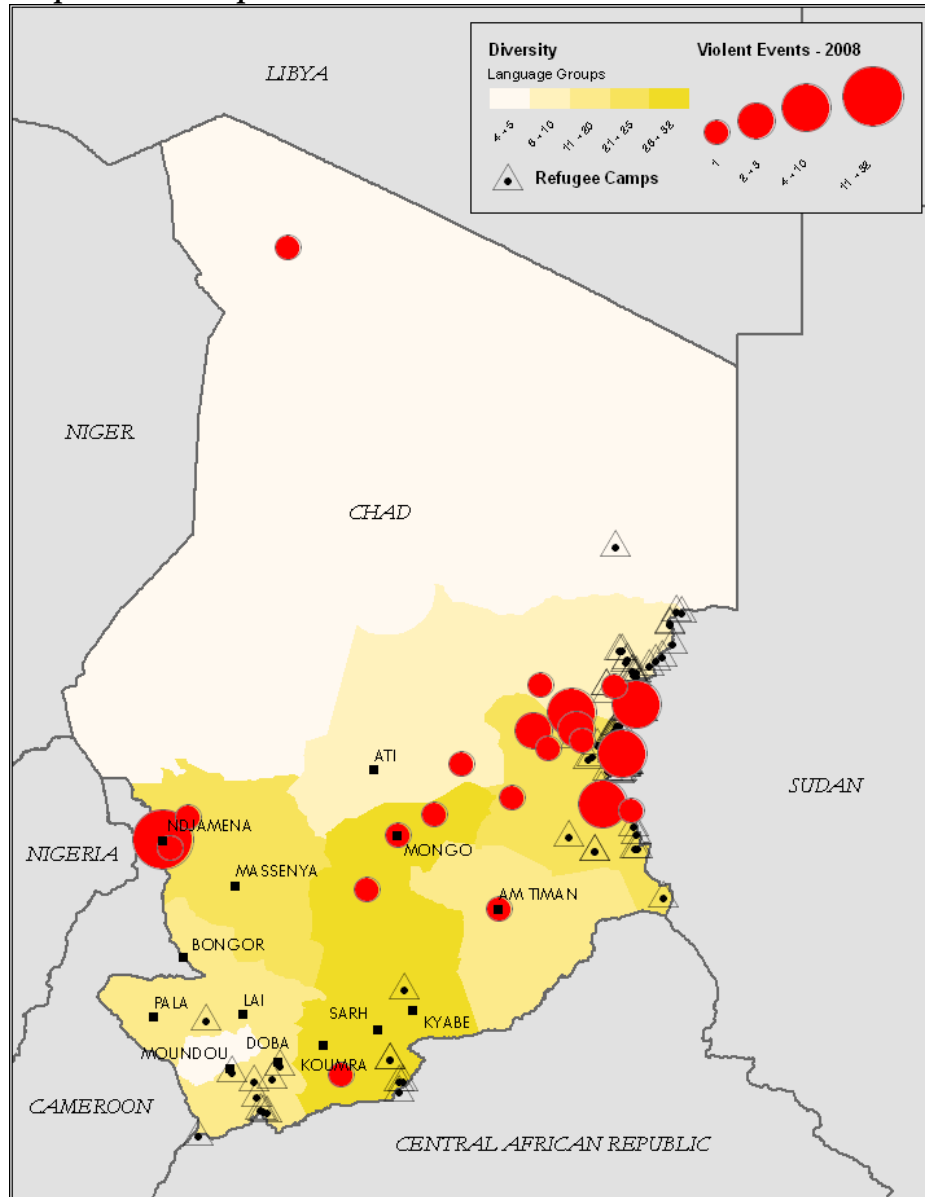 LIBYA
Diversity
Language Groups
4 - 5
6 - 10
11 - 20
21 - 25
26 - 32
Violent Events - 2008
1
2 - 3
4 - 10
11 - 32
Refugee Camps
NIGER
CHAD
ATI
SUDAN
NDJAMENA
NIGERIA
MONGO
MASSENYA
AM TIMAN
BONGOR
PALA
LAI
SARH
KYABE
MOUNDOU
DOBA
KOUMRA
CAMEROON
CENTRAL AFRICAN REPUBLIC